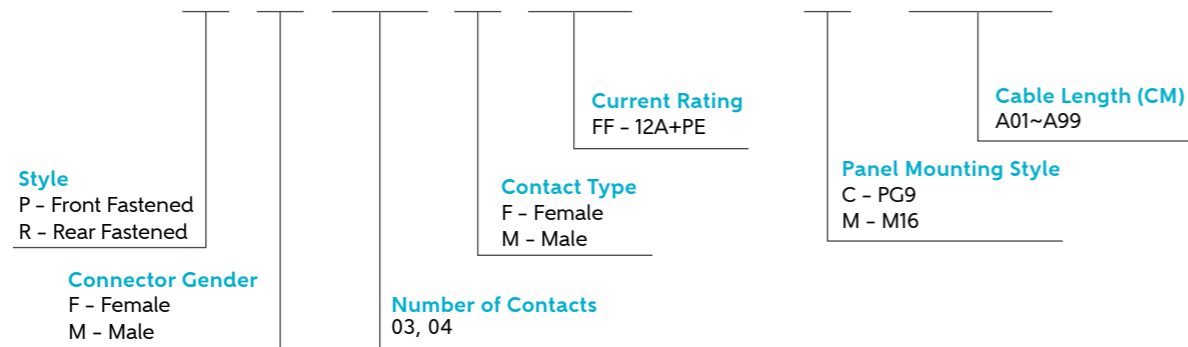 Current Rating
FF – 12A+PE
Cable Length (CM)
A01~A99
Style
P – Front Fastened
R – Rear Fastened
Contact Type
F – Female
M – Male
Panel Mounting Style
C – PG9
M – M16
Connector Gender
F – Female
M – Male
Number of Contacts
03, 04